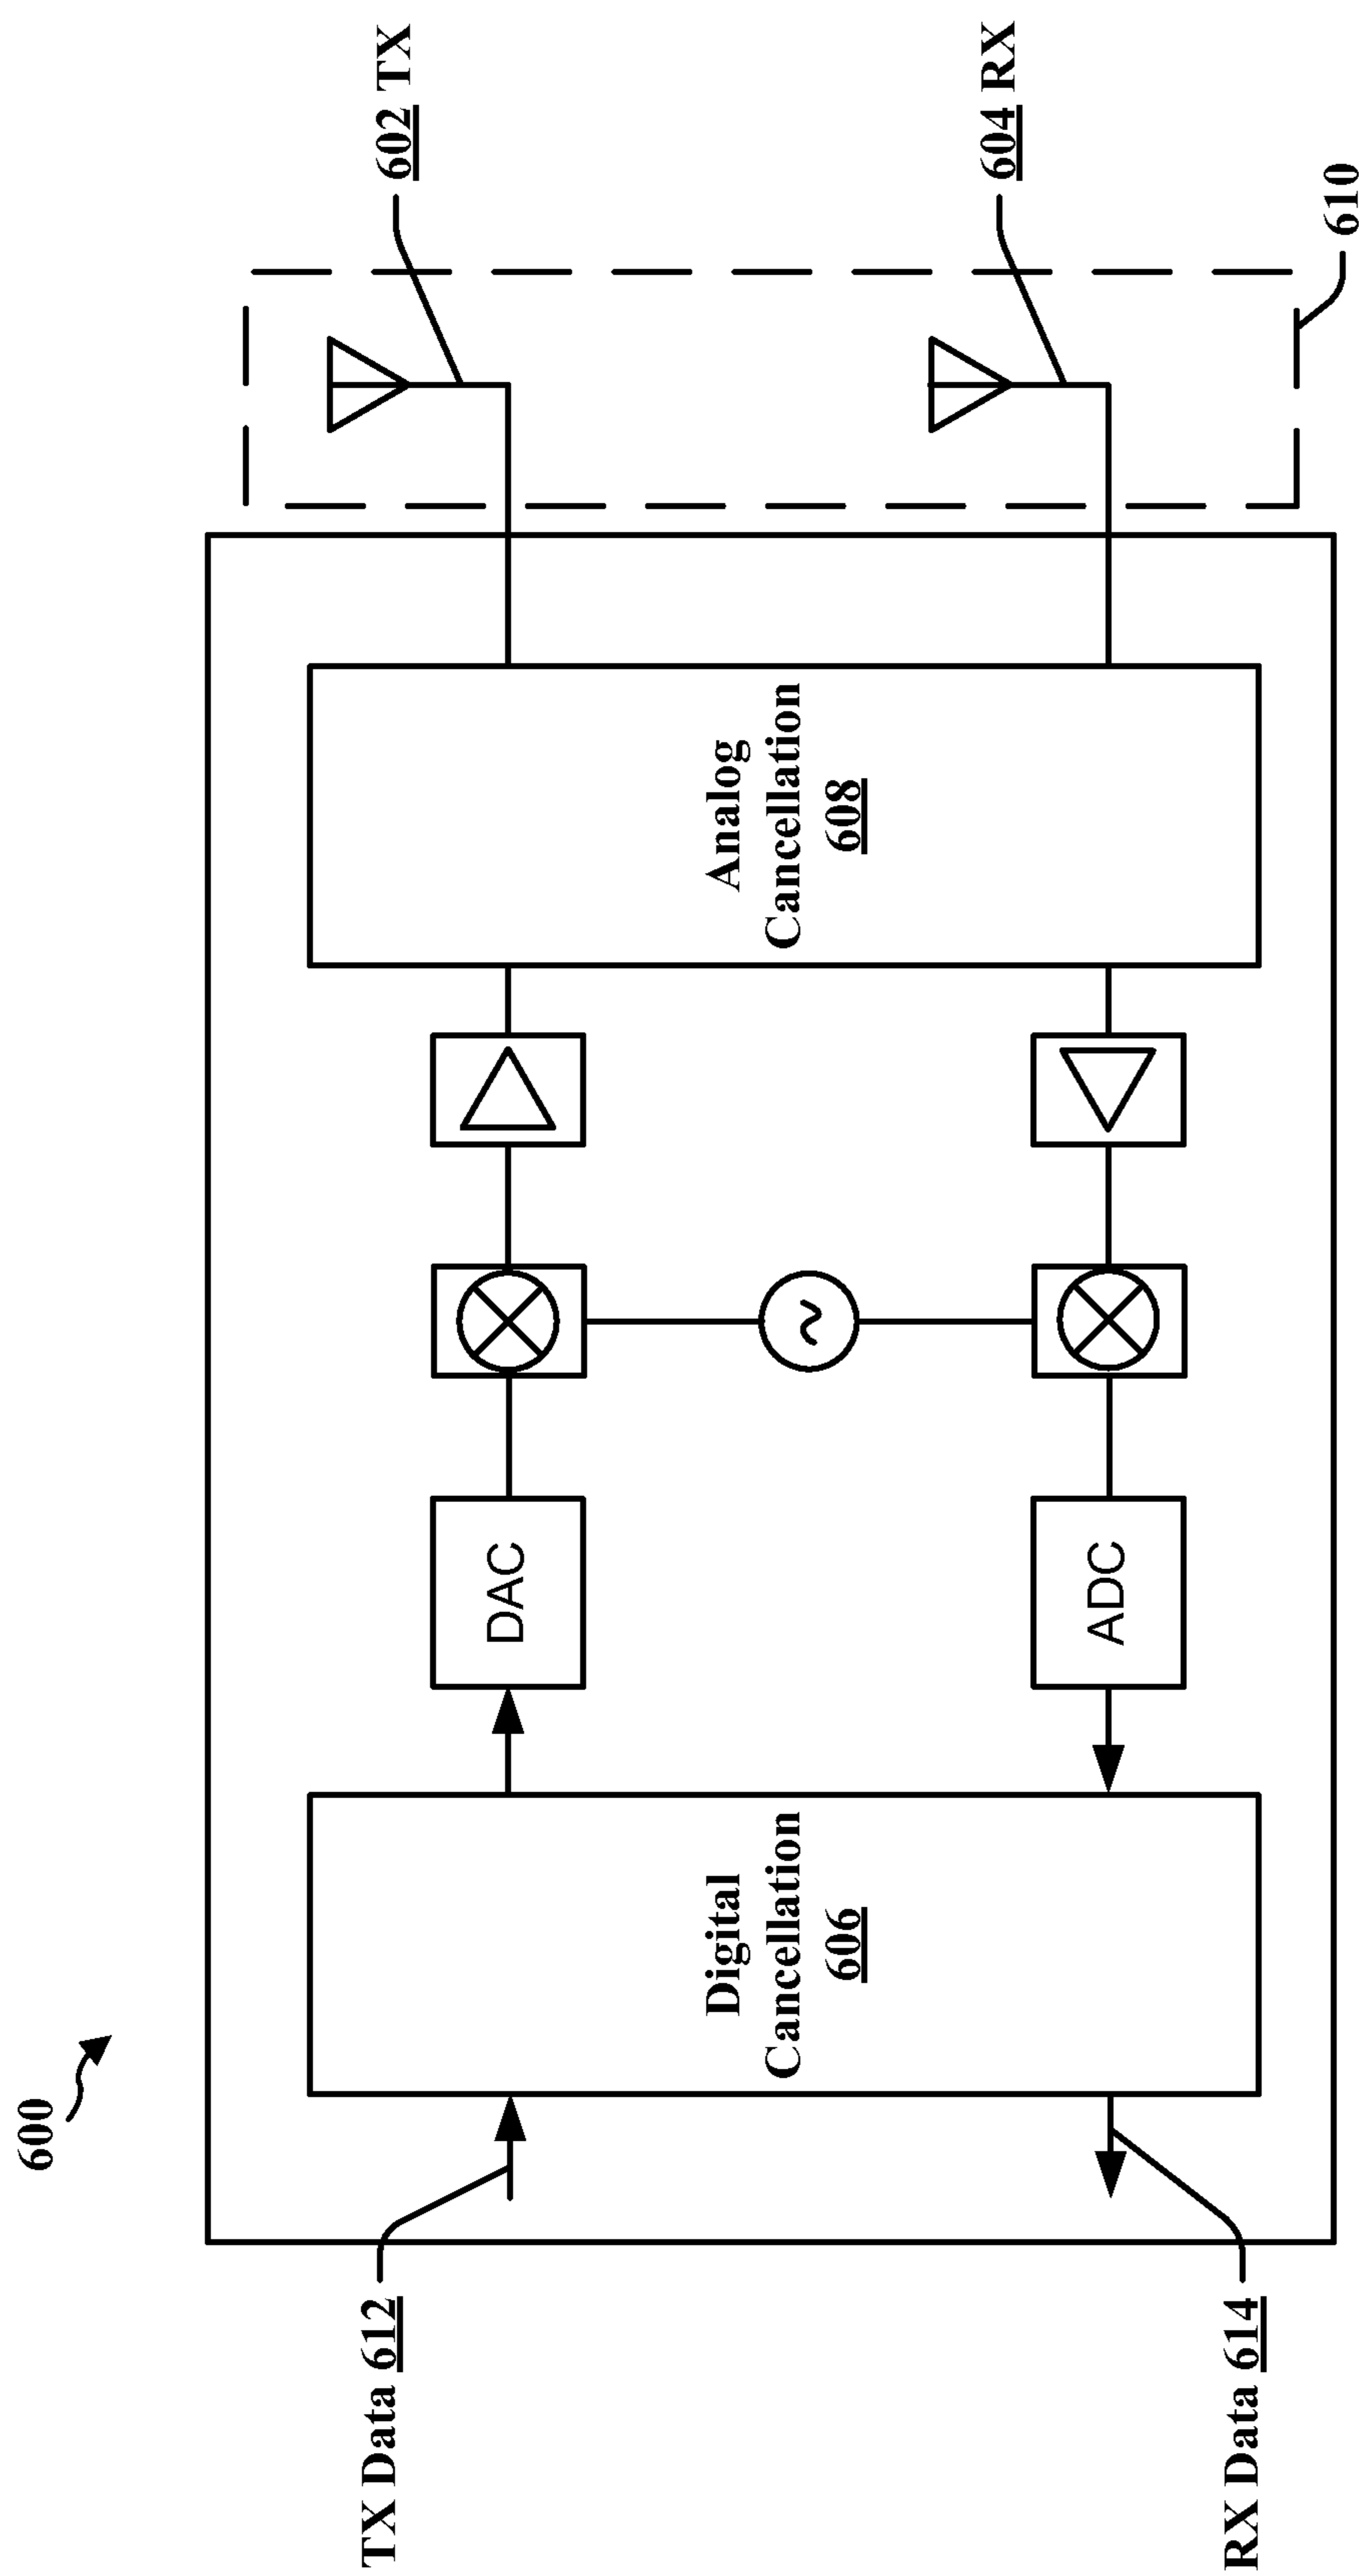 600
TX Data 612
RX Data 614
Digital
Cancellation
606
DAC
ADC
Analog
Cancellation
608
602 TX
604 RX
610